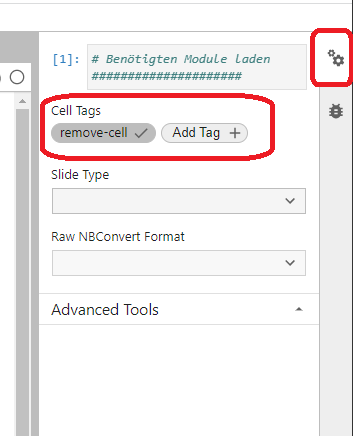 [1]: # Benötigten Module laden
#####################
Cell Tags
remove-cell Add Tag +
Slide Type
Raw NBConvert Format
Advanced Tools